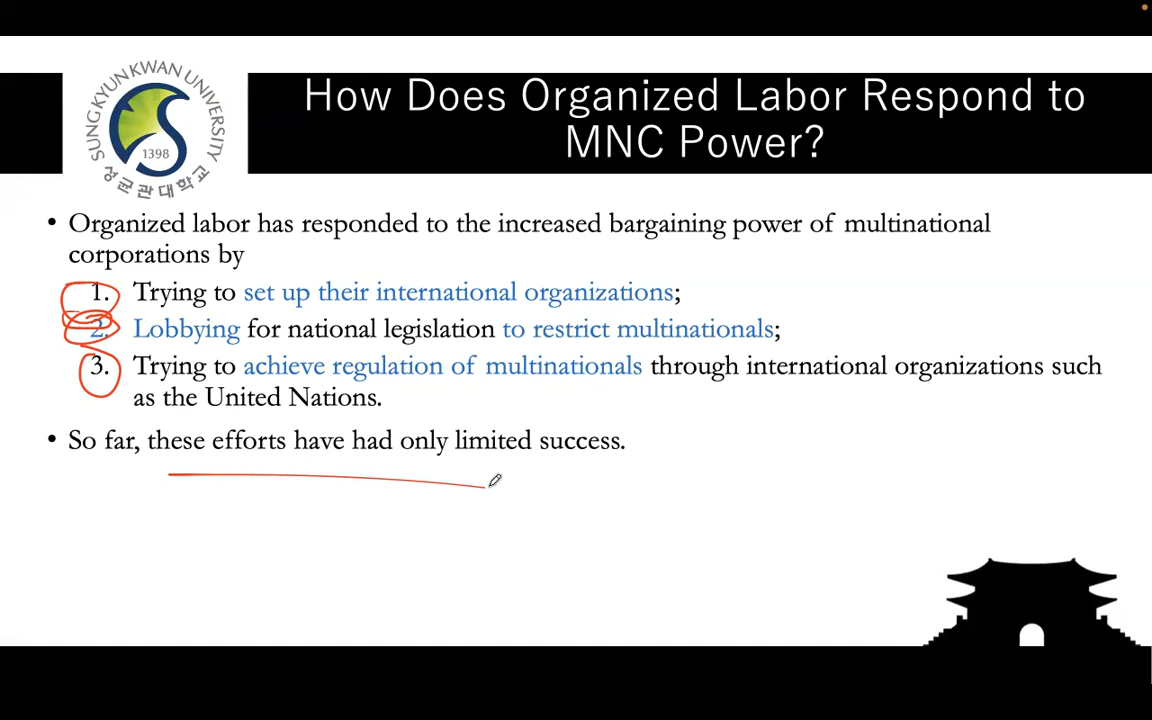 SUNGKYUNKWAN UNIVERSITY
1398
성균관대학교
How Does Organized Labor Respond to
MNC Power?
• Organized labor has responded to the increased bargaining power of multinational
corporations by
1. Trying to set up their international organizations;
2. Lobbying for national legislation to restrict multinationals;
3. Trying to achieve regulation of multinationals through international organizations such
as the United Nations.
• So far, these efforts have had only limited success.